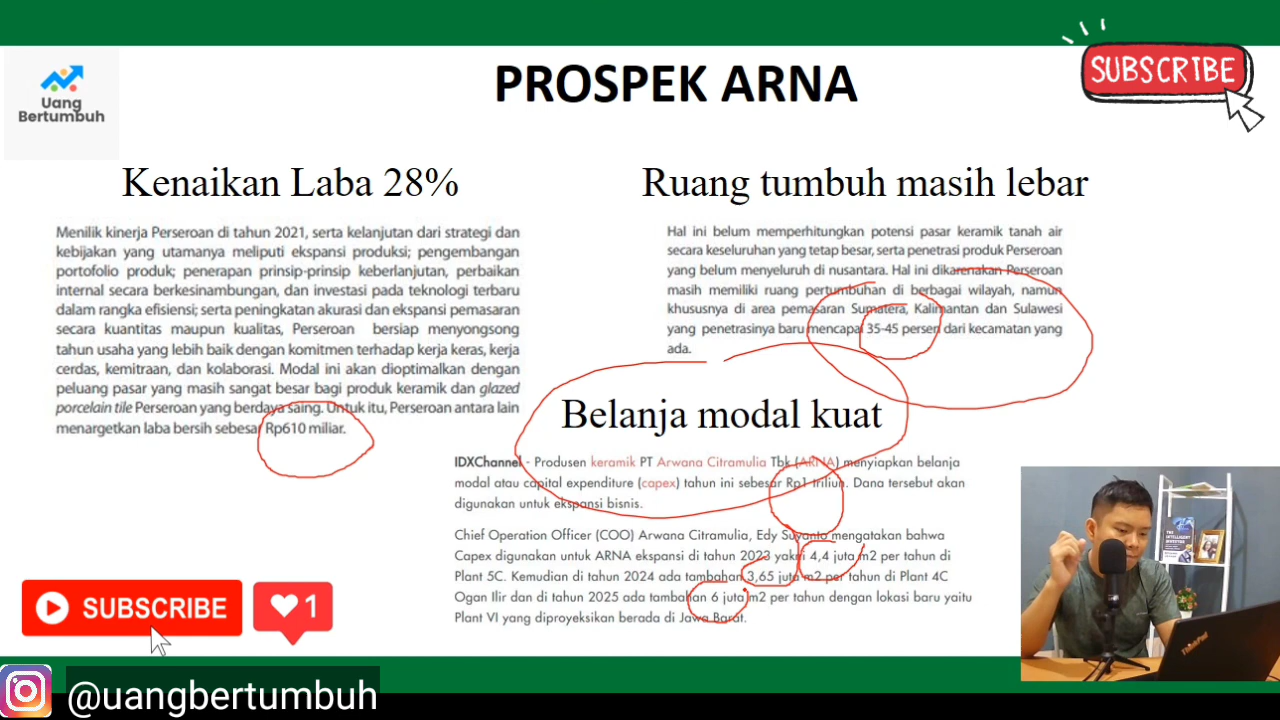 PROSPEK ARNA
SUBSCRIBE
Uang
Bertumbuh
Kenaikan Laba 28%
Menilik kinerja Perseroan di tahun 2021, serta kelanjutan dari strategi dan
kebijakan yang utamanya meliputi ekspansi produksi; pengembangan
portofolio produk; penerapan prinsip-prinsip keberlanjutan, perbaikan
internal secara berkesinambungan, dan investasi pada teknologi terbaru
dalam rangka efisiensi; serta peningkatan akurasi dan ekspansi pemasaran
secara kuantitas maupun kualitas, Perseroan bersiap menyongsong
tahun usaha yang lebih baik dengan komitmen terhadap kerja keras, kerja
cerdas, kemitraan, dan kolaborasi. Modal ini akan dioptimalkan dengan
peluang pasar yang masih sangat besar bagi produk keramik dan glazed
porcelain tile Perseroan yang berdaya saing. Untuk itu, Perseroan antara lain
menargetkan laba bersih sebesar Rp610 miliar.
Ruang tumbuh masih lebar
Hal ini belum memperhitungkan potensi pasar keramik tanah air
secara keseluruhan yang tetap besar, serta penetrasi produk Perseroan
yang belum menyeluruh di nusantara. Hal ini dikarenakan Perseroan
masih memiliki ruang pertumbuhan di berbagai wilayah, namun
khususnya di area pemasaran Sumatera, Kalimantan dan Sulawesi
yang penetrasinya baru mencapai 35-45 persen dari kecamatan yang
ada.
Belanja modal kuat
IDXChannel - Produsen keramik PT Arwana Citramulia Tbk (ARNA) menyiapkan belanja
modal atau capital expenditure (capex) tahun ini sebesar Rp1 triliun. Dana tersebut akan
digunakan untuk ekspansi bisnis.
Chief Operation Officer (COO) Arwana Citramulia, Edy Suyanto mengatakan bahwa
Capex digunakan untuk ARNA ekspansi di tahun 2023 yakni 4,4 juta m2 per tahun di
Plant 5C. Kemudian di tahun 2024 ada tambahan 3,65 juta m2 per tahun di Plant 4C
Ogan Ilir dan di tahun 2025 ada tambahan 6 juta m2 per tahun dengan lokasi baru yaitu
Plant VI yang diproyeksikan berada di Jawa Barat.
SUBSCRIBE
1
THE
INTELLIGENT
INVESTOR
ThinkPad
@uangbertumbuh